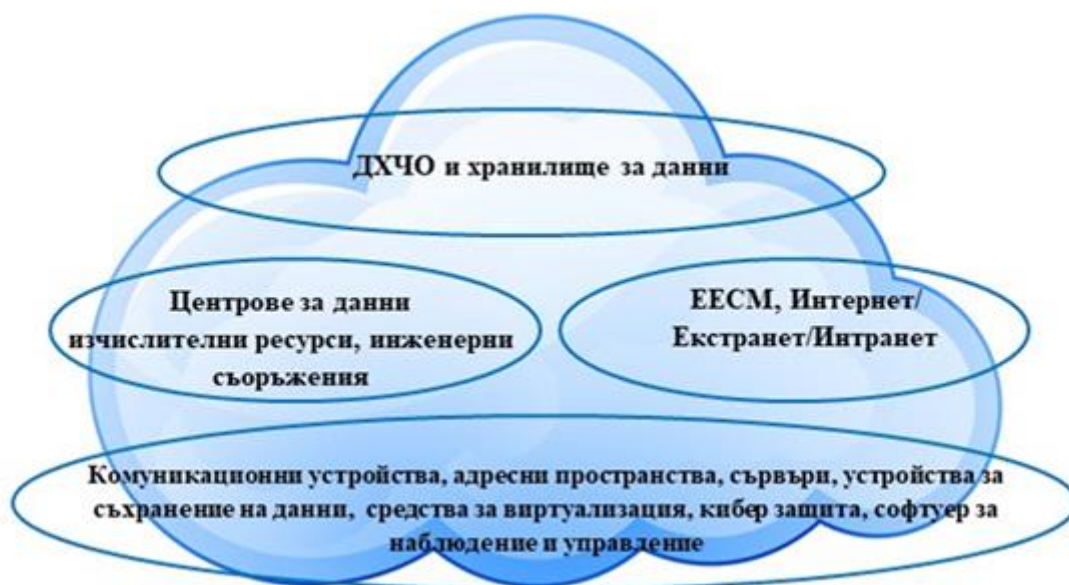 ДХЧО и хранилище за данни
Центрове за данни
изчислителни ресурси, инженерни
съоръжения
ЕЕСМ, Интернет/
Екстранет/Интранет
Комуникационни устройства, адресни пространства, сървъри, устройства за
съхранение на данни, средства за виртуализация, кибер защита, софтуер за
наблюдение и управление